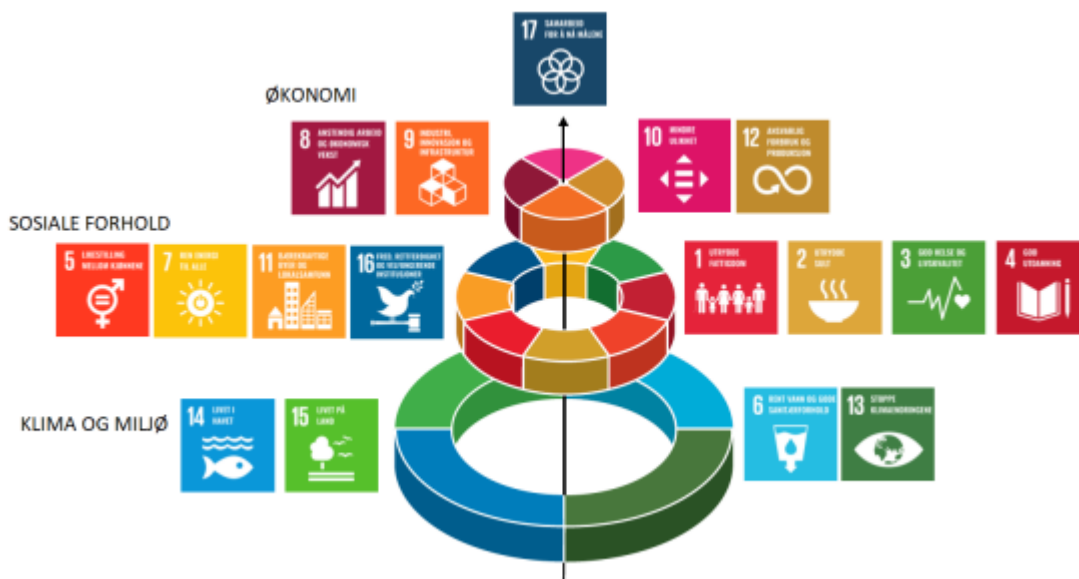 17 SAMARBEID
FOR Å NÅ MÅLENE
ØKONOMI
8 ANSTENDIG ARBEID
OG ØKONOMISK
VEKST
9 INDUSTRI,
INNOVASJON OG
INFRASTRUKTUR
10 MINDRE
ULIKHET
12 ANSVARLIG
FORBRUK OG
PRODUKSJON
SOSIALE FORHOLD
5 LIKESTILLING
MELLOM KJØNNENE
7 REN ENERGI
TIL ALLE
11 BÆREKRAFTIGE
BYER OG
LOKALSAMFUNN
16 FRED, RETTFERDIGHET
OG VELFUNGERENDE
INSTITUSJONER
1 UTRYDDE
FATTIGDOM
2 UTRYDDE
SULT
3 GOD HELSE OG
LIVSKVALITET
4 GOD
UTDANNING
KLIMA OG MILJØ
14 LIVET I
HAVET
15 LIVET PÅ
LAND
6 RENT VANN OG GODE
SANITÆRFORHOLD
13 STOPPE
KLIMAENDRINGENE